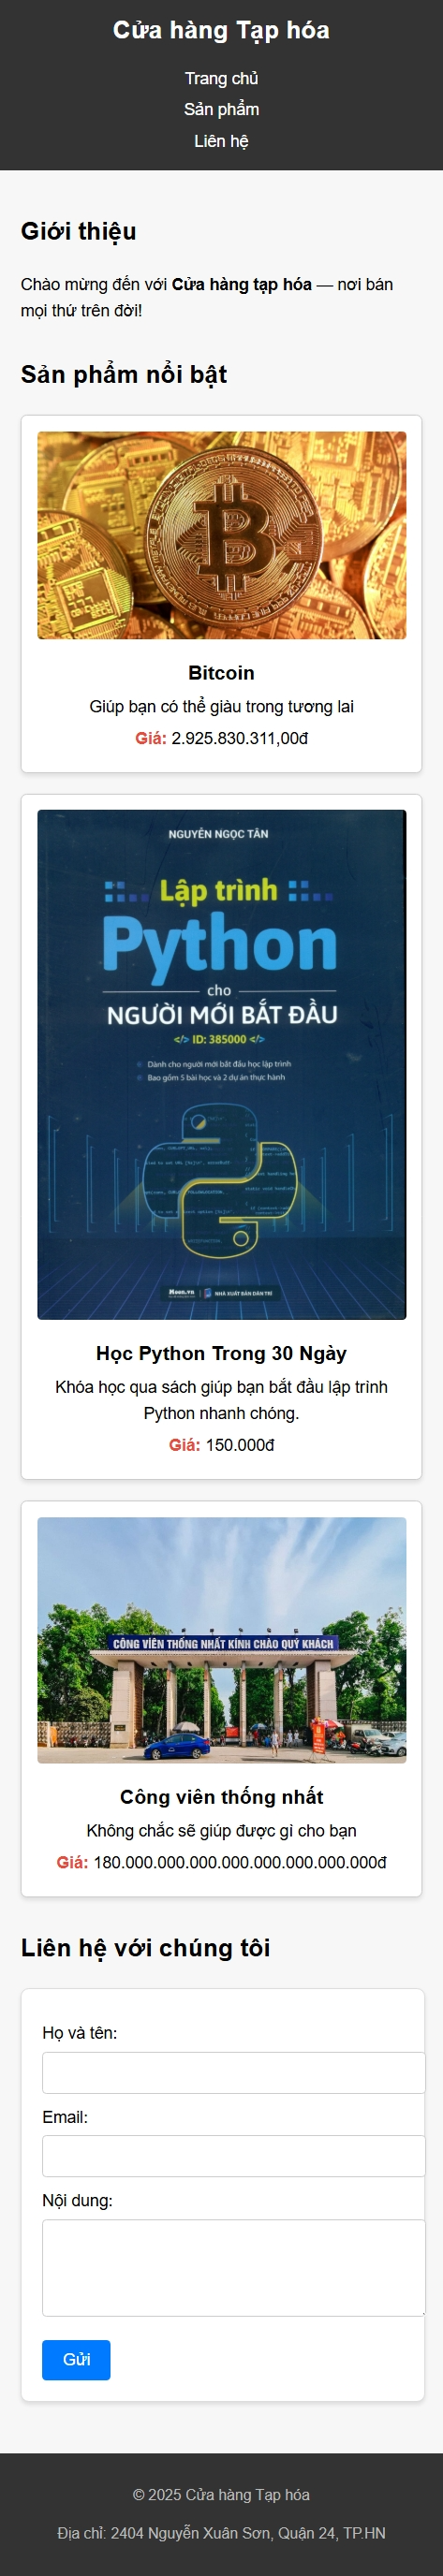 Cửa hàng Tạp hóa
Trang chủ
Sản phẩm
Liên hệ
Giới thiệu
Chào mừng đến với Cửa hàng tạp hóa — nơi bán
mọi thứ trên đời!
Sản phẩm nổi bật
Bitcoin
Giúp bạn có thể giàu trong tương lai
Giá: 2.925.830.311,00đ
NGUYỄN NGỌC TÂN
Lập trình
Python
cho
NGƯỜI MỚI BẮT ĐẦU
</> ID: 385000 </>
Dành cho người mới bắt đầu học lập trình
Bao gồm 5 bài học và 2 dự án thực hành
Moon.vn
NHÀ XUẤT BẢN DÂN TRÍ
Học Python Trong 30 Ngày
Khóa học qua sách giúp bạn bắt đầu lập trình
Python nhanh chóng.
Giá: 150.000đ
CÔNG VIÊN THỐNG NHẤT KÍNH CHÀO QUÝ KHÁCH
Công viên thống nhất
Không chắc sẽ giúp được gì cho bạn
Giá: 180.000.000.000.000.000.000.000.000đ
Liên hệ với chúng tôi
Họ và tên:
Email:
Nội dung:
Gửi
© 2025 Cửa hàng Tạp hóa
Địa chỉ: 2404 Nguyễn Xuân Sơn, Quận 24, TP.HN